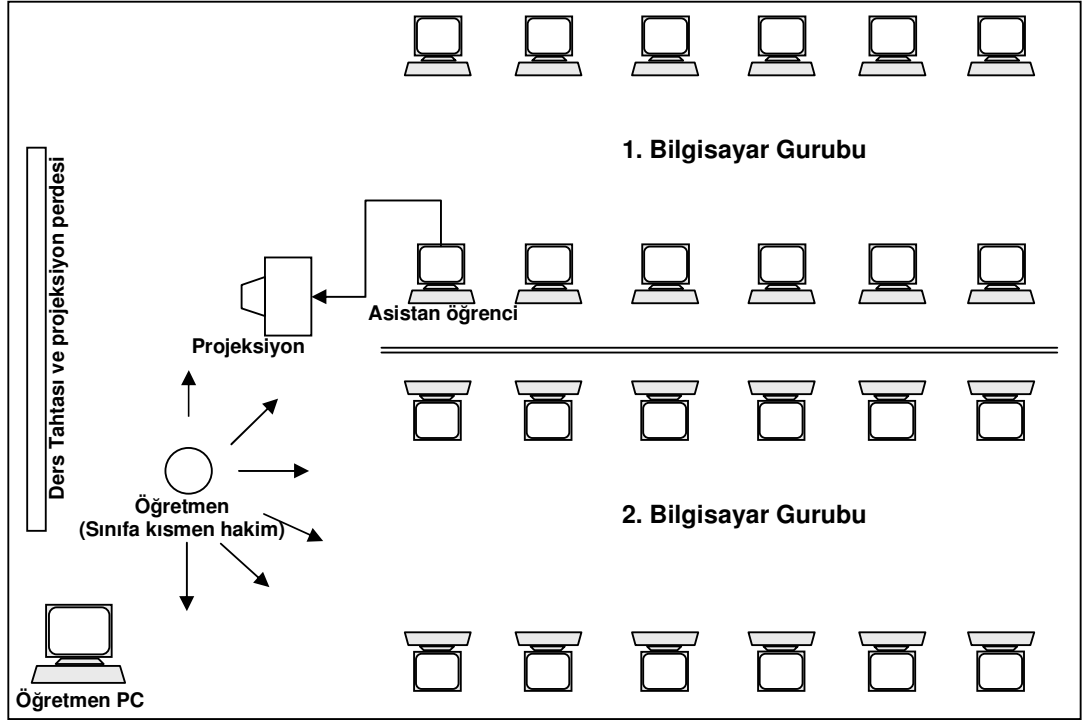 1. Bilgisayar Gurubu
Ders Tahtası ve projeksiyon perdesi
Asistan öğrenci
Projeksiyon
Öğretmen
(Sınıfa kısmen hakim)
2. Bilgisayar Gurubu
Öğretmen PC